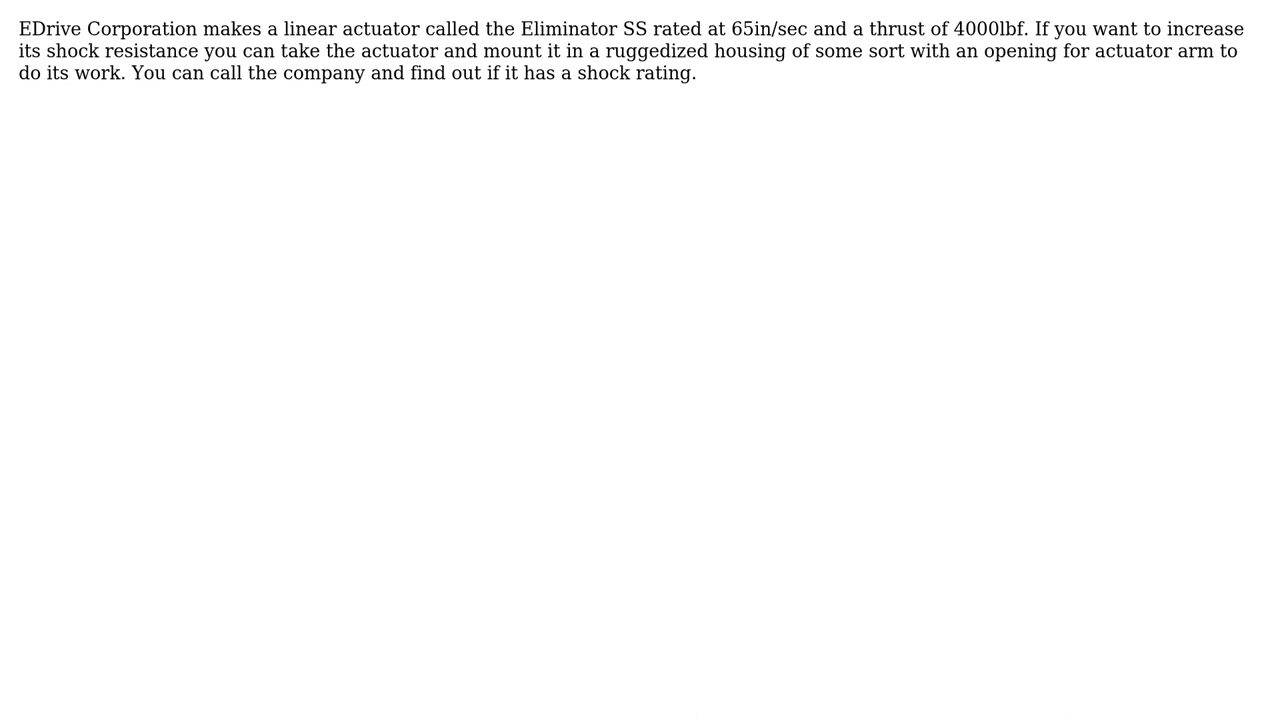 EDrive Corporation makes a linear actuator called the Eliminator SS rated at 65in/sec and a thrust of 4000lbf. If you want to increase
its shock resistance you can take the actuator and mount it in a ruggedized housing of some sort with an opening for actuator arm to
do its work. You can call the company and find out if it has a shock rating.